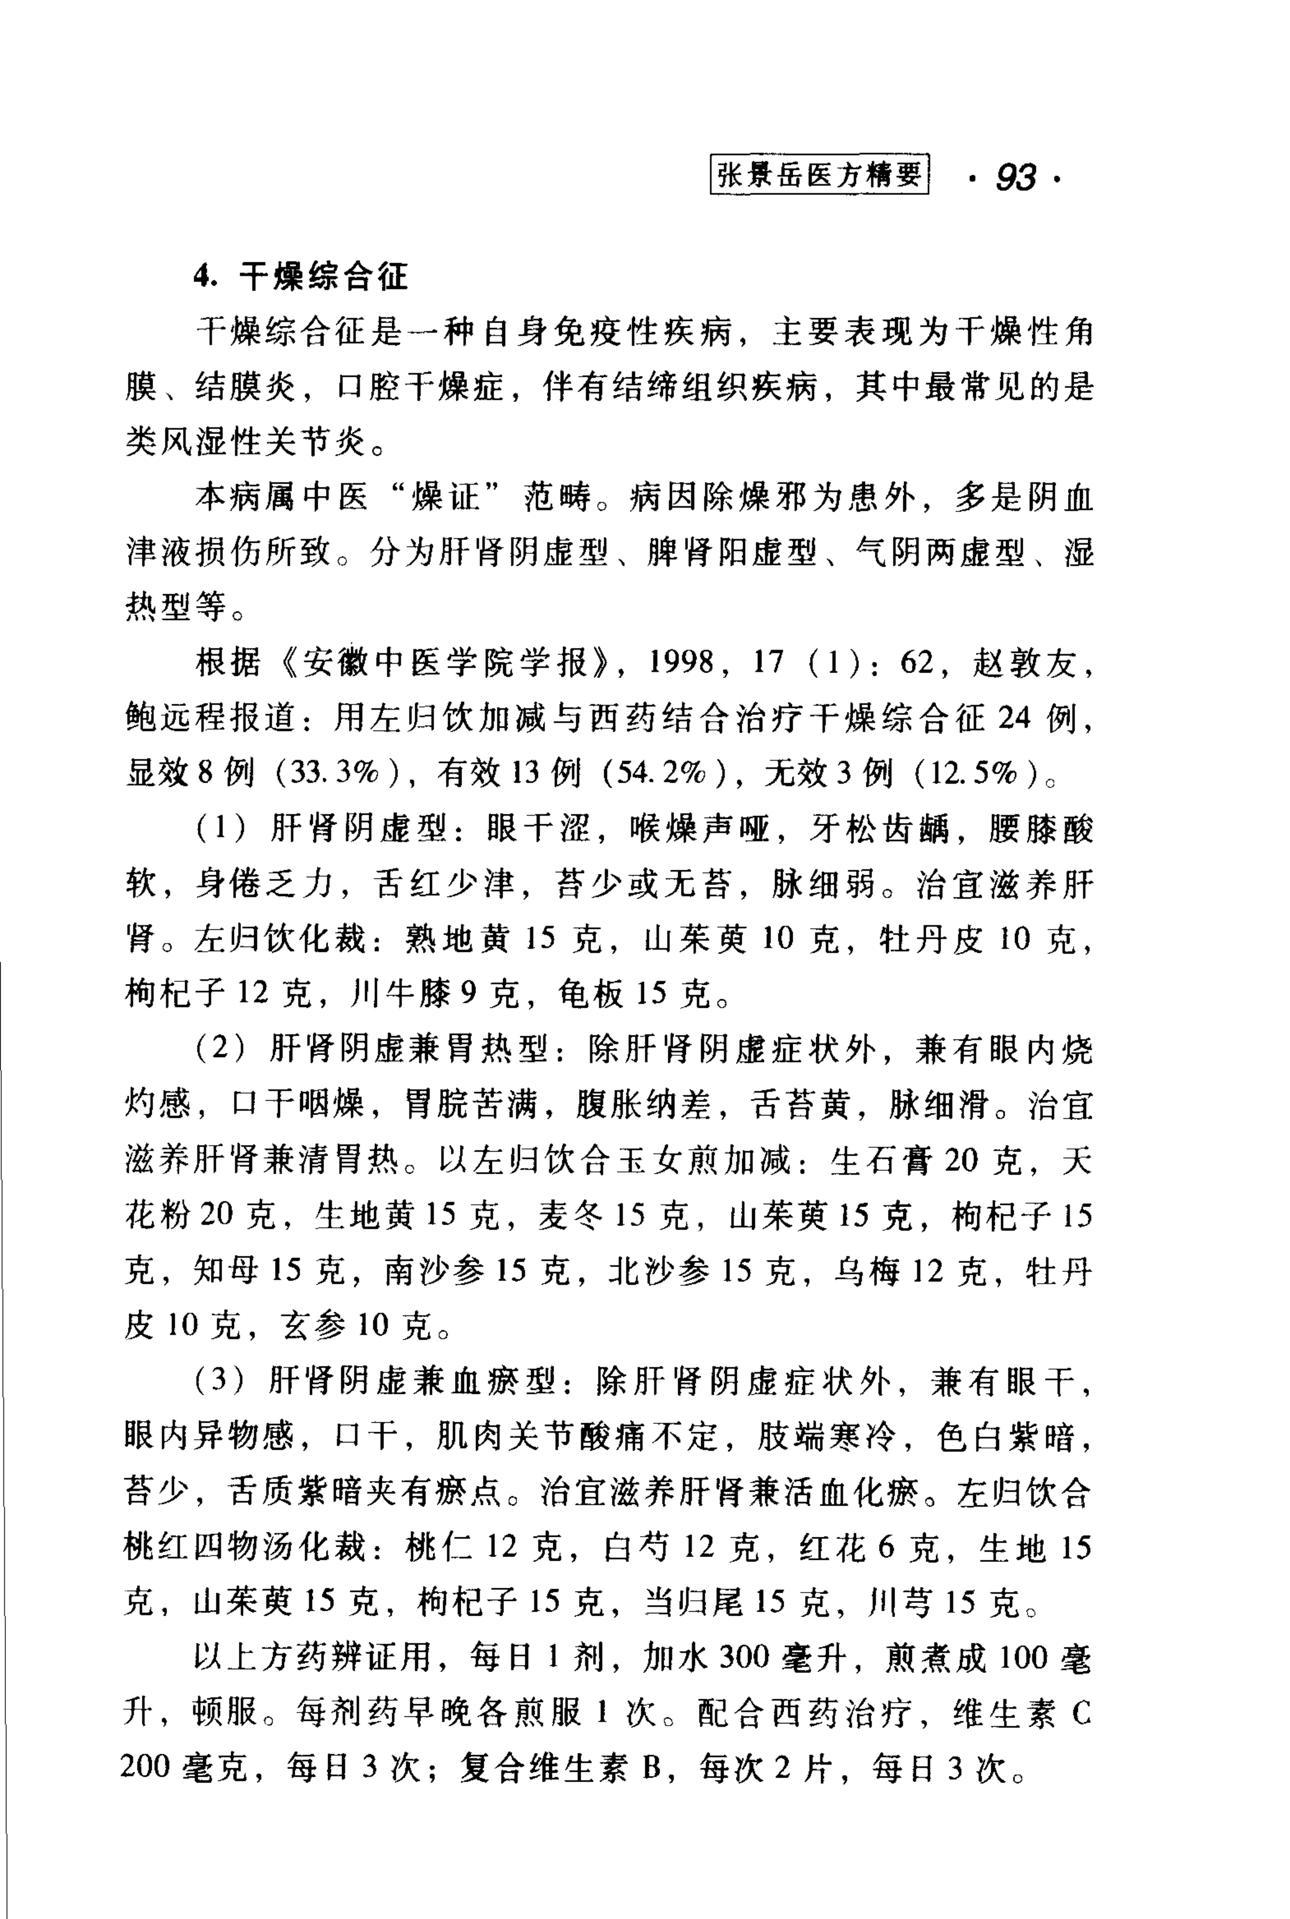 张景岳医方精要 · 93 ·
4. 干燥综合征
干燥综合征是一种自身免疫性疾病，主要表现为干燥性角
膜、结膜炎，口腔干燥症，伴有结缔组织疾病，其中最常见的是
类风湿性关节炎。
本病属中医“燥证”范畴。病因除燥邪为患外，多是阴血
津液损伤所致。分为肝肾阴虚型、脾肾阳虚型、气阴两虚型、湿
热型等。
根据《安徽中医学院学报》，1998，17（1）：62，赵敦友，
鲍远程报道：用左归饮加减与西药结合治疗干燥综合征 24 例，
显效 8 例（33.3%），有效 13 例（54.2%），无效 3 例（12.5%）。
（1）肝肾阴虚型：眼干涩，喉燥声哑，牙松齿龋，腰膝酸
软，身倦乏力，舌红少津，苔少或无苔，脉细弱。治宜滋养肝
肾。左归饮化裁：熟地黄 15 克，山茱萸 10 克，牡丹皮 10 克，
枸杞子 12 克，川牛膝 9 克，龟板 15 克。
（2）肝肾阴虚兼胃热型：除肝肾阴虚症状外，兼有眼内烧
灼感，口干咽燥，胃脘苦满，腹胀纳差，舌苔黄，脉细滑。治宜
滋养肝肾兼清胃热。以左归饮合玉女煎加减：生石膏 20 克，天
花粉 20 克，生地黄 15 克，麦冬 15 克，山茱萸 15 克，枸杞子 15
克，知母 15 克，南沙参 15 克，北沙参 15 克，乌梅 12 克，牡丹
皮 10 克，玄参 10 克。
（3）肝肾阴虚兼血瘀型：除肝肾阴虚症状外，兼有眼干，
眼内异物感，口干，肌肉关节酸痛不定，肢端寒冷，色白紫暗，
苔少，舌质紫暗夹有瘀点。治宜滋养肝肾兼活血化瘀。左归饮合
桃红四物汤化裁：桃仁 12 克，白芍 12 克，红花 6 克，生地 15
克，山茱萸 15 克，枸杞子 15 克，当归尾 15 克，川芎 15 克。
以上方药辨证用，每日 1 剂，加水 300 毫升，煎煮成 100 毫
升，顿服。每剂药早晚各煎服 1 次。配合西药治疗，维生素 C
200 毫克，每日 3 次；复合维生素 B，每次 2 片，每日 3 次。